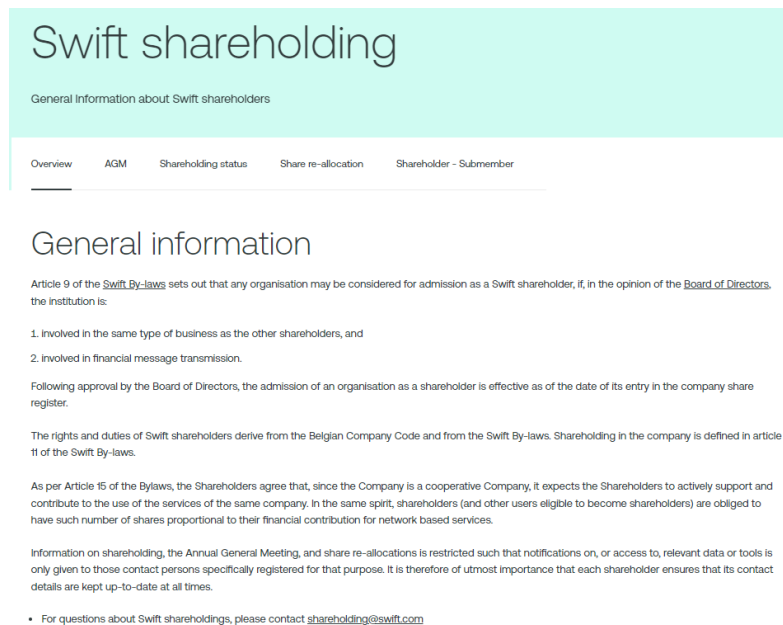 Swift shareholding
General Information about Swift shareholders
Overview AGM Shareholding status Share re-allocation Shareholder - Submember
General information
Article 9 of the Swift By-laws sets out that any organisation may be considered for admission as a Swift shareholder, if, in the opinion of the Board of Directors,
the institution is:
1. involved in the same type of business as the other shareholders, and
2. involved in financial message transmission.
Following approval by the Board of Directors, the admission of an organisation as a shareholder is effective as of the date of its entry in the company share
register.
The rights and duties of Swift shareholders derive from the Belgian Company Code and from the Swift By-laws. Shareholding in the company is defined in article
11 of the Swift By-laws.
As per Article 15 of the Bylaws, the Shareholders agree that, since the Company is a cooperative Company, it expects the Shareholders to actively support and
contribute to the use of the services of the same company. In the same spirit, shareholders (and other users eligible to become shareholders) are obliged to
have such number of shares proportional to their financial contribution for network based services.
Information on shareholding, the Annual General Meeting, and share re-allocations is restricted such that notifications on, or access to, relevant data or tools is
only given to those contact persons specifically registered for that purpose. It is therefore of utmost importance that each shareholder ensures that its contact
details are kept up-to-date at all times.
• For questions about Swift shareholdings, please contact shareholding@swift.com